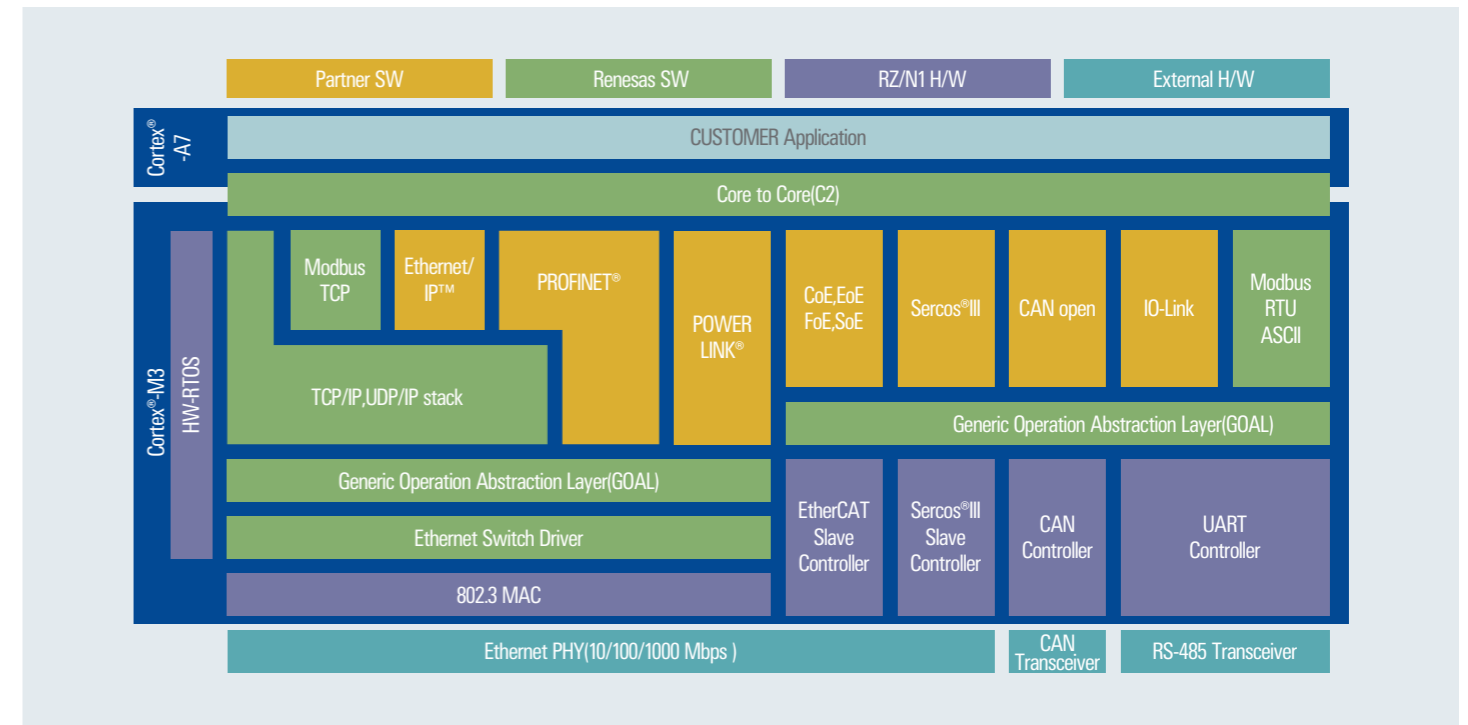 Partner SW
Renesas SW
RZ/N1 H/W
External H/W
Cortex®
-A7
CUSTOMER Application
Core to Core(C2)
Cortex®-M3
HW-RTOS
Modbus
TCP
Ethernet/
IP™
PROFINET®
POWER
LINK®
CoE,EoE
FoE,SoE
Sercos®III
CAN open
IO-Link
Modbus
RTU
ASCII
TCP/IP,UDP/IP stack
Generic Operation Abstraction Layer(GOAL)
Generic Operation Abstraction Layer(GOAL)
Ethernet Switch Driver
802.3 MAC
EtherCAT
Slave
Controller
Sercos®III
Slave
Controller
CAN
Controller
UART
Controller
Ethernet PHY(10/100/1000 Mbps )
CAN
Transceiver
RS-485 Transceiver